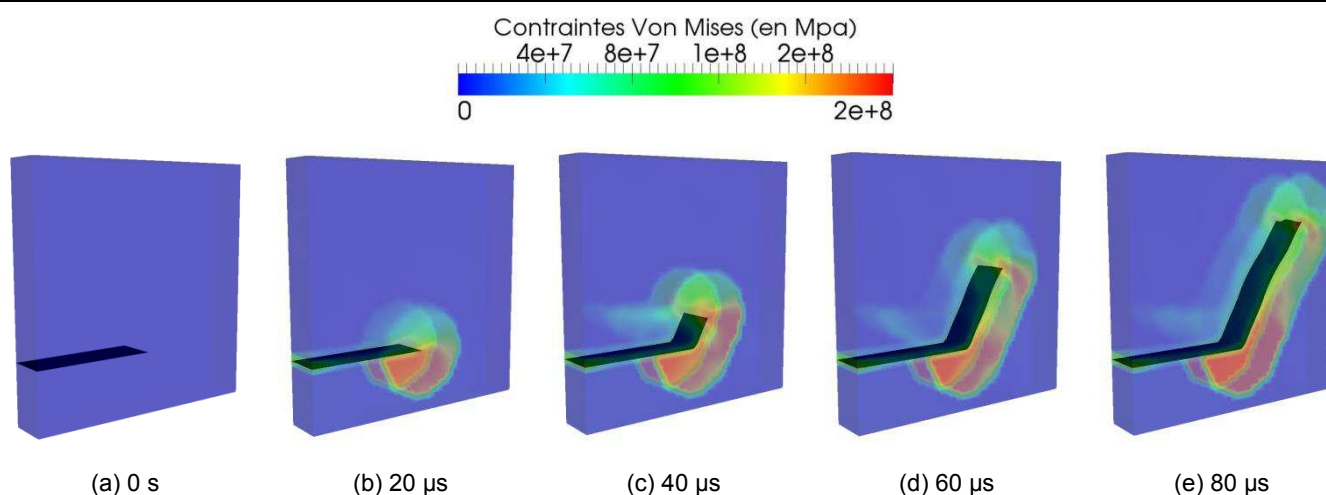 Contraintes Von Mises (en Mpa)
4e+7 8e+7 1e+8 2e+8
0 2e+8
(a) 0 s (b) 20 µs (c) 40 µs (d) 60 µs (e) 80 µs